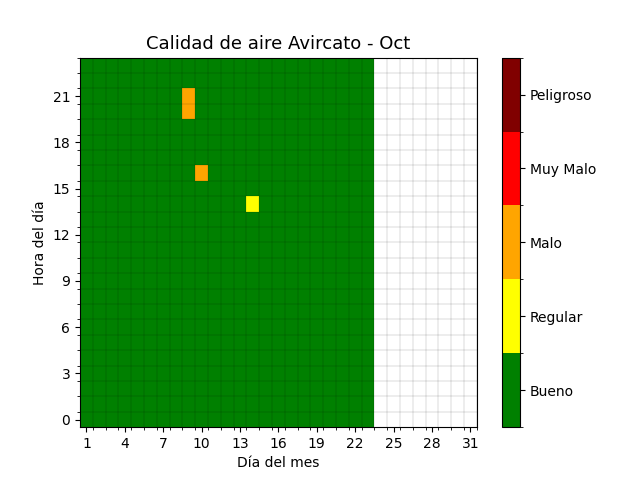 Calidad de aire Avircato - Oct
Hora del día
21
18
15
12
9
6
3
0
1 4 7 10 13 16 19 22 25 28 31
Día del mes
Peligroso
Muy Malo
Malo
Regular
Bueno